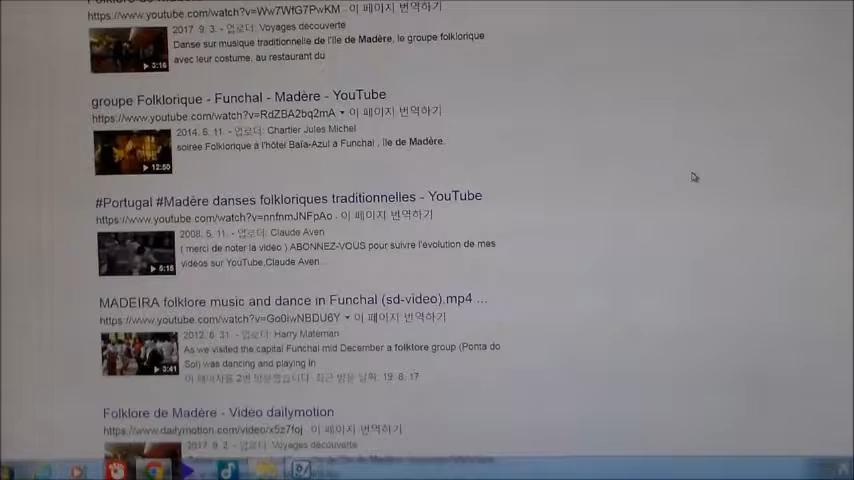 https://www.youtube.com/watch?v=Ww7WfG7PwKM . 이 페이지 번역하기
2017. 9. 3. - 업로더: Voyages découverte
Danse sur musique traditionnelle de l'île de Madère, le groupe folklorique
avec leur costume, au restaurant du
3:16
groupe Folklorique - Funchal - Madère - YouTube
https://www.youtube.com/watch?v=RdZBA2bq2mA ▾ 이 페이지 번역하기
2014. 6. 11. - 업로더: Chartier Jules Michel
soirée Folklorique à l'hôtel Baïa-Azul à Funchal , île de Madère.
12:50
#Portugal #Madère danses folkloriques traditionnelles - YouTube
https://www.youtube.com/watch?v=nnfnmJNFpAo . 이 페이지 번역하기
2008. 5. 11. - 업로더: Claude Aven
( merci de noter la video ) ABONNEZ-VOUS pour suivre l'évolution de mes
vidéos sur YouTube,Claude Aven...
5:15
MADEIRA folklore music and dance in Funchal (sd-video).mp4 ...
https://www.youtube.com/watch?v=Go0iwNBDU6Y ▾ 이 페이지 번역하기
2012. 31. - 업로더: Harry Mateman
As we visited the capital Funchal mid December a folklore group (Ponta do
Sol) was dancing and playing in
3:41
이 페이지를 2번 방문했습니다. 최근 방문 날짜: 19. 8. 17
Folklore de Madère - Vidéo dailymotion
https://www.dailymotion.com/video/x5z7foj . 이 페이지 번역하기
2017. 9. 2. - 업로더: Voyages découverte